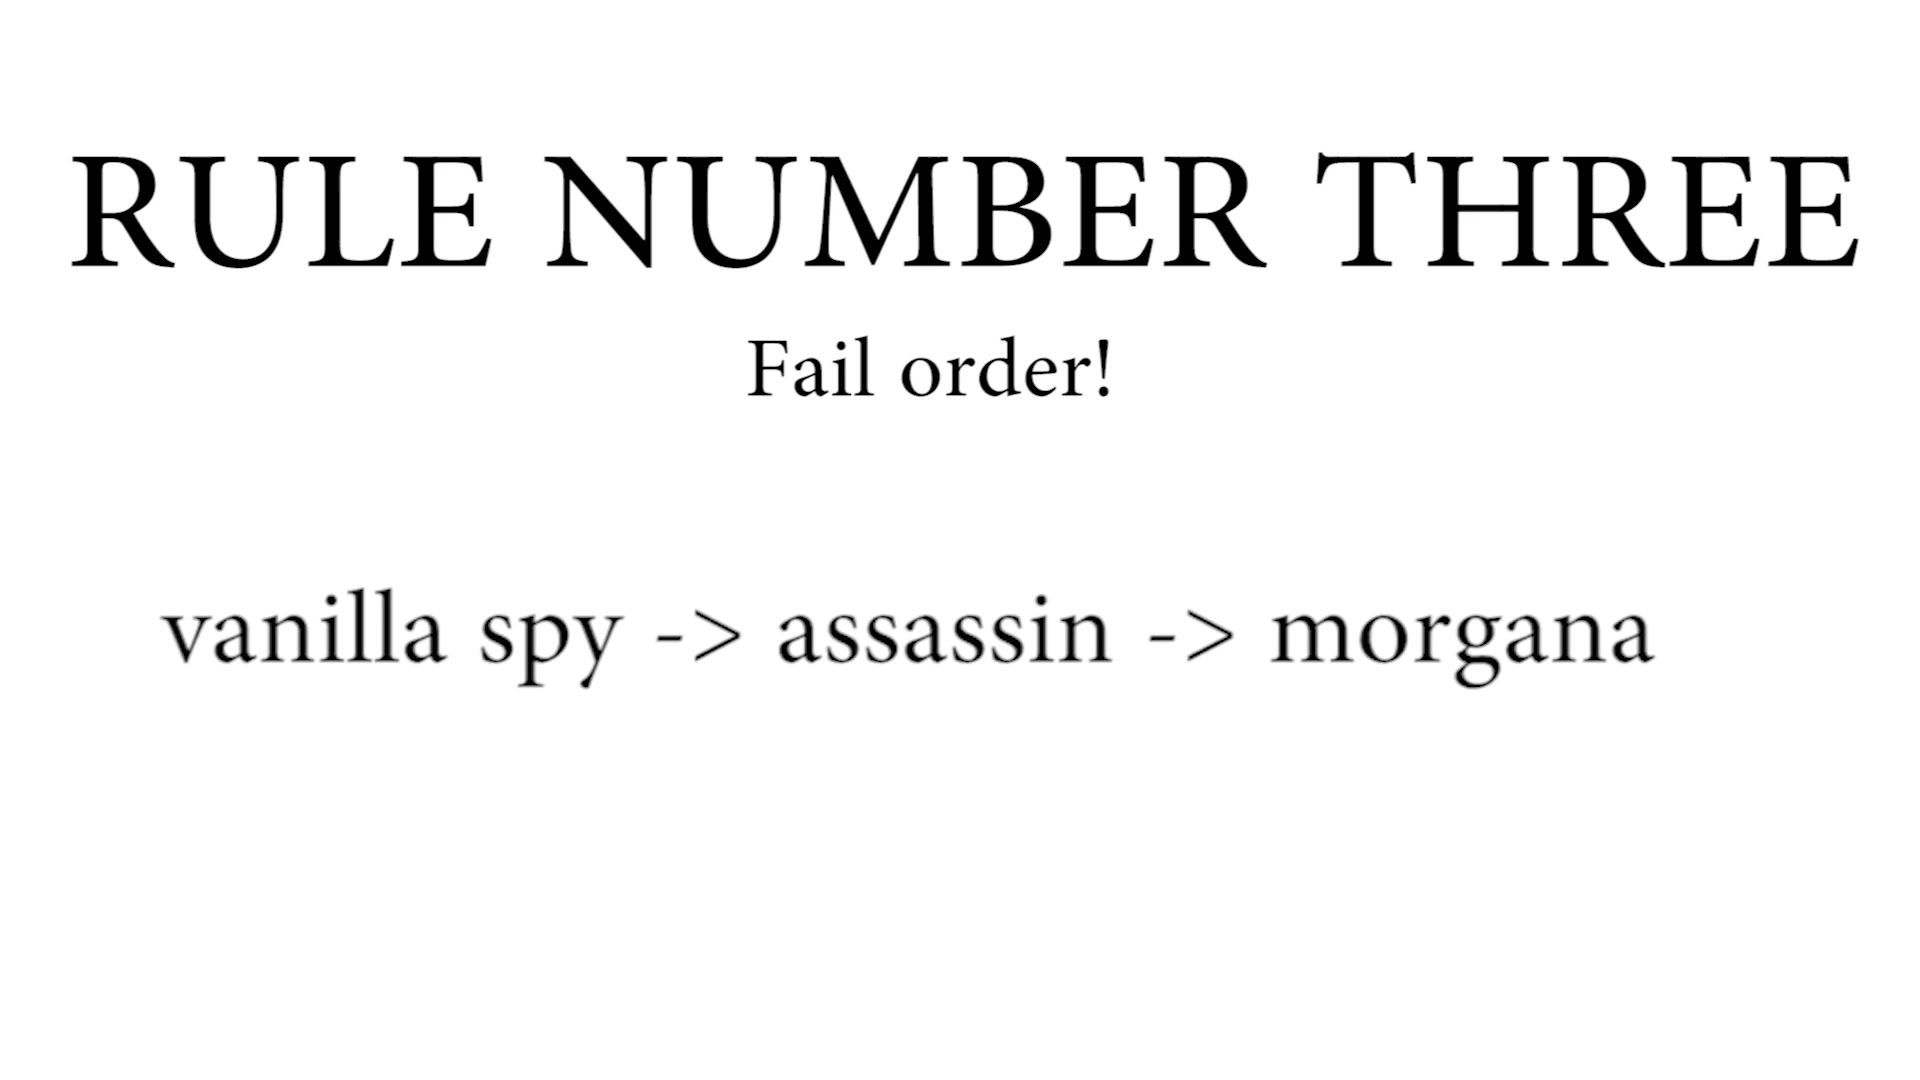 RULE NUMBER THREE
Fail order!
vanilla spy -> assassin -> morgana